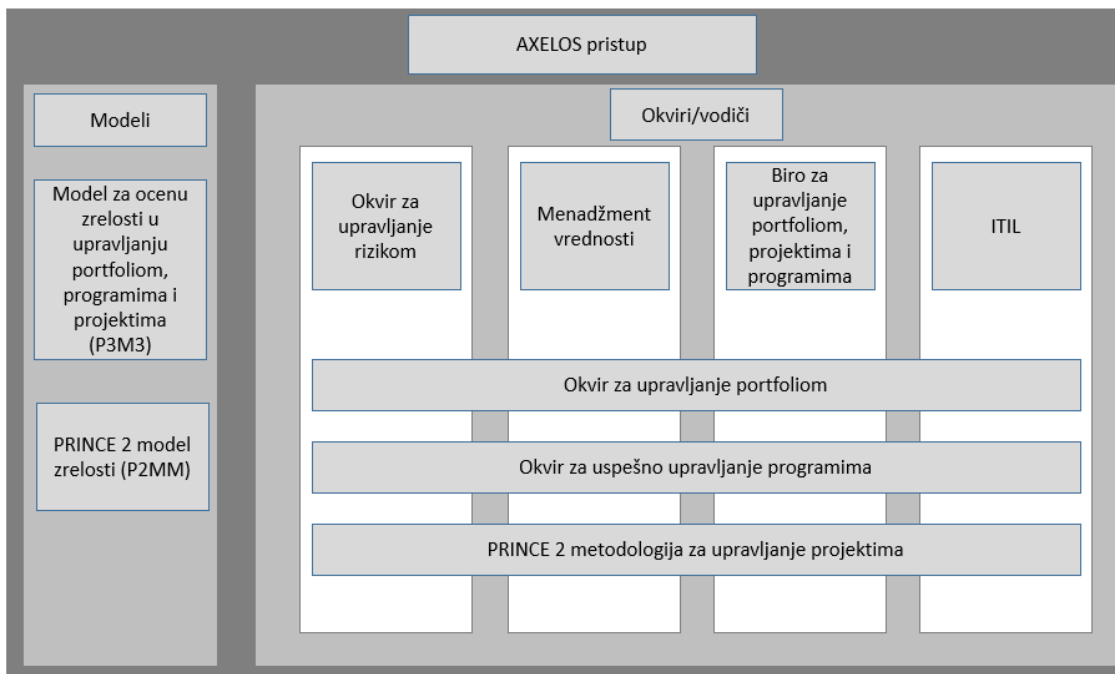 AXELOS pristup
Modeli
Model za ocenu
zrelosti u
upravljanju
portfoliom,
programima i
projektima
(P3M3)
PRINCE 2 model
zrelosti (P2MM)
Okviri/vodiči
Okvir za
upravljanje
rizikom
Menadžment
vrednosti
Biro za
upravljanje
portfoliom,
projektima i
programima
ITIL
Okvir za upravljanje portfoliom
Okvir za uspešno upravljanje programima
PRINCE 2 metodologija za upravljanje projektima